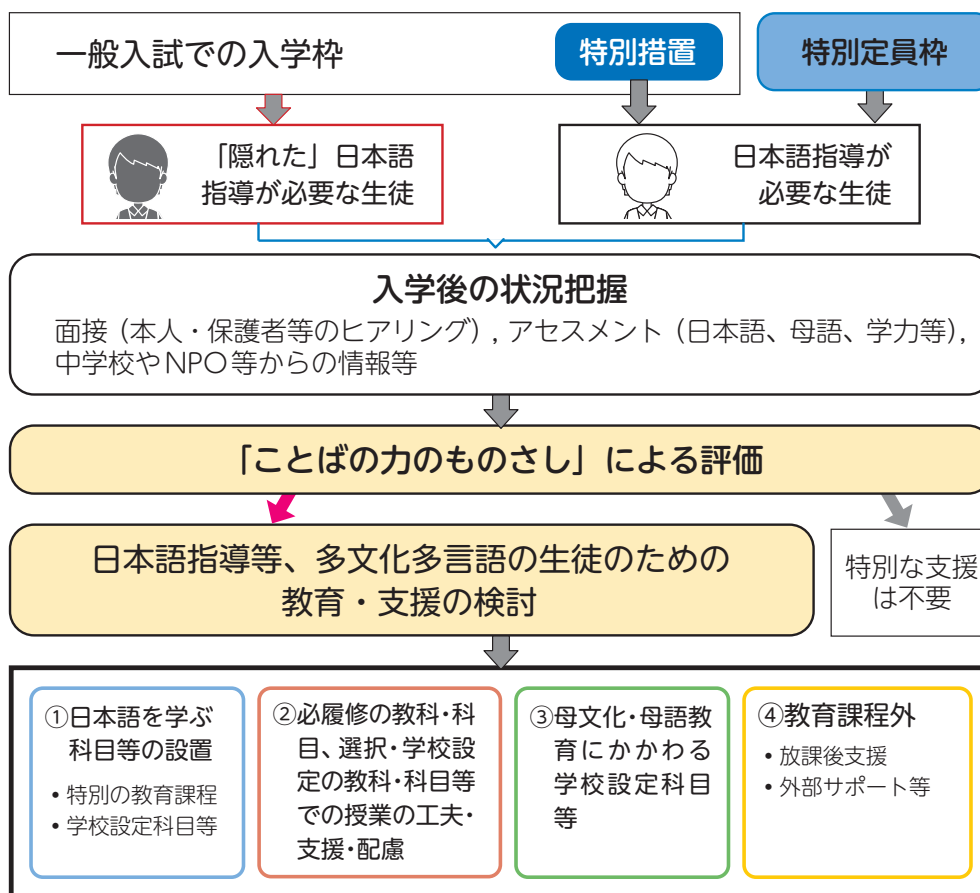 一般入試での入学枠
特別措置
特別定員枠
「隠れた」日本語
指導が必要な生徒
日本語指導が
必要な生徒
入学後の状況把握
面接（本人・保護者等のヒアリング）, アセスメント（日本語、母語、学力等）,
中学校やNPO等からの情報等
「ことばの力のものさし」による評価
日本語指導等、多文化多言語の生徒のための
教育・支援の検討
特別な支援
は不要
①日本語を学ぶ
科目等の設置
• 特別の教育課程
• 学校設定科目等
②必履修の教科・科
目、選択・学校設
定の教科・科目等
での授業の工夫・
支援・配慮
③母文化・母語教
育にかかわる
学校設定科目
等
④教育課程外
• 放課後支援
• 外部サポート等